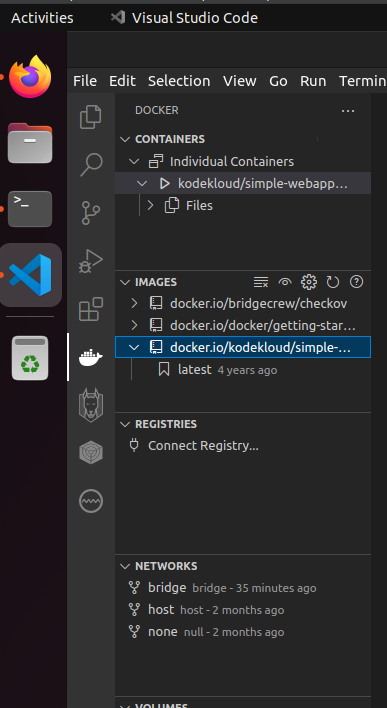 Activities Visual Studio Code
File Edit Selection View Go Run Termin
DOCKER ...
CONTAINERS
Individual Containers
kodekloud/simple-webapp...
Files
IMAGES
docker.io/bridgecrew/checkov
docker.io/docker/getting-star...
docker.io/kodekloud/simple-...
latest 4 years ago
REGISTRIES
Connect Registry...
NETWORKS
bridge bridge - 35 minutes ago
host host - 2 months ago
none null - 2 months ago
VOLUMES